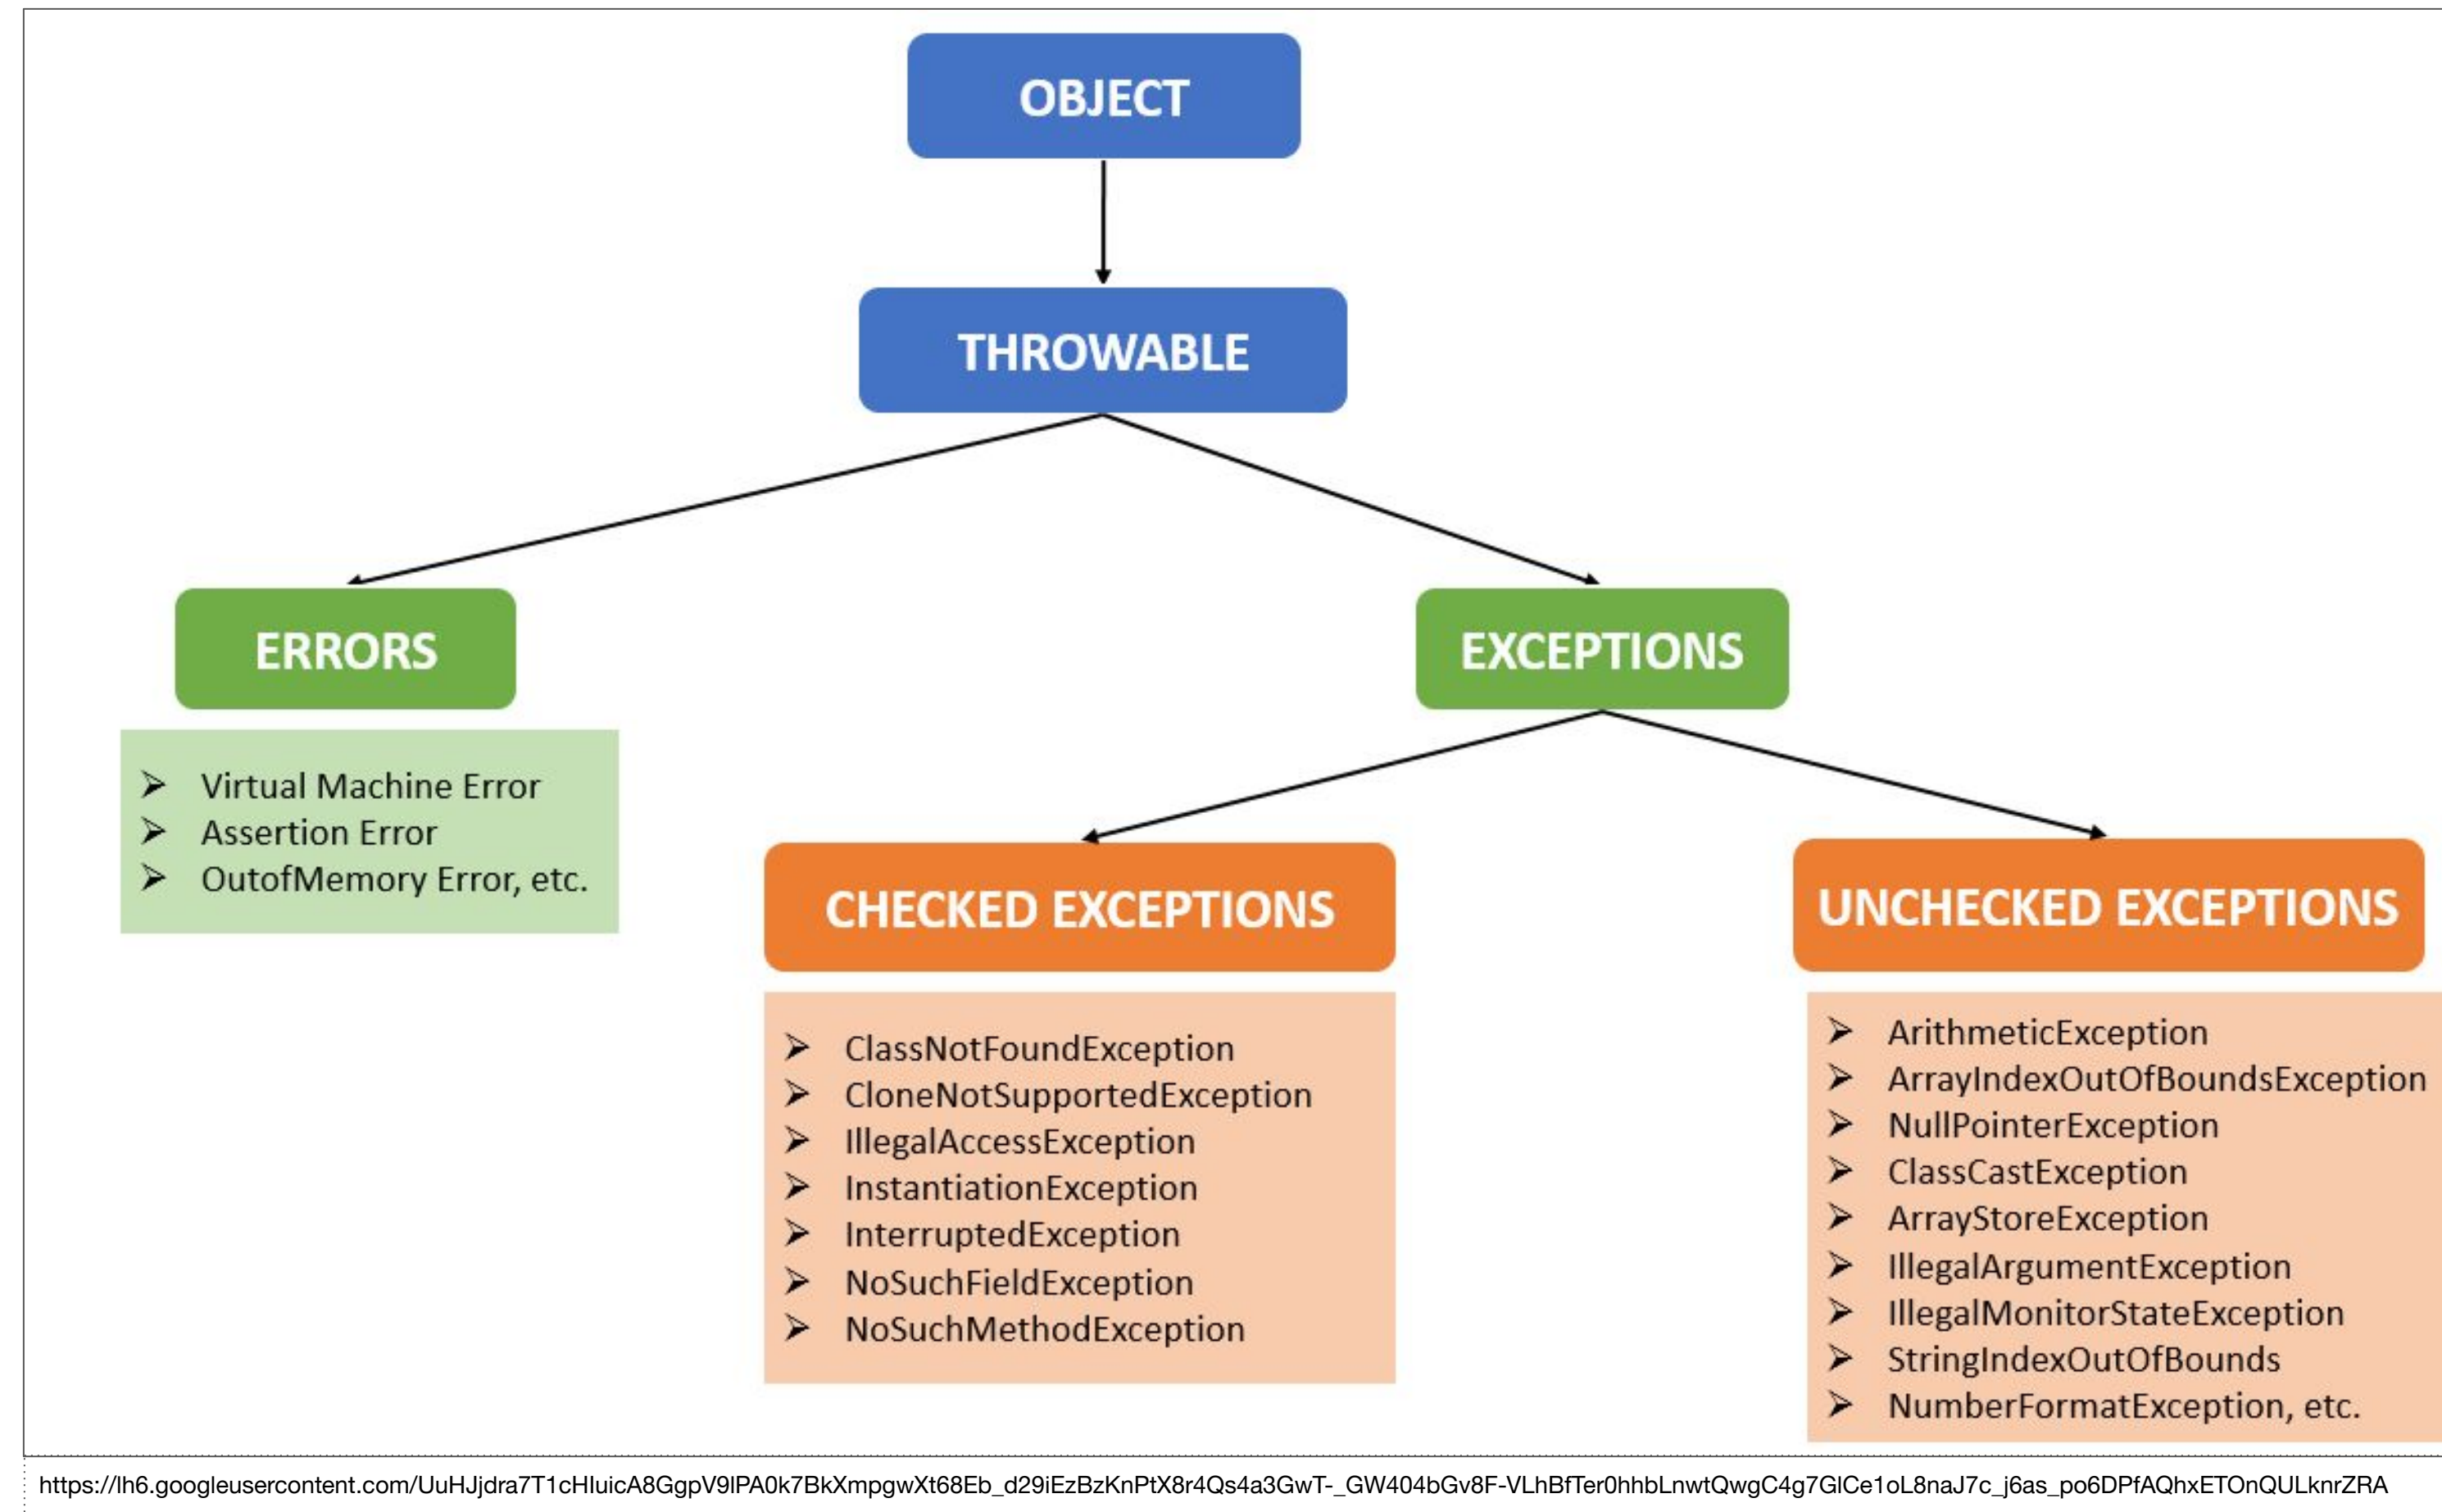 OBJECT
THROWABLE
ERRORS
EXCEPTIONS
Virtual Machine Error
Assertion Error
OutofMemory Error, etc.
CHECKED EXCEPTIONS
UNCHECKED EXCEPTIONS
ClassNotFoundException
CloneNotSupportedException
IllegalAccessException
InstantiationException
InterruptedException
NoSuchFieldException
NoSuchMethodException
ArithmeticException
ArrayIndexOutOfBoundsException
NullPointerException
ClassCastException
ArrayStoreException
IllegalArgumentException
IllegalMonitorStateException
StringIndexOutOfBounds
NumberFormatException, etc.
https://lh6.googleusercontent.com/UuHJjdra7T1cHIuicA8GgpV9lPA0k7BkXmpgwXt68Eb_d29iEzBzKnPtX8r4Qs4a3GwT-_GW404bGv8F-VLhBfTer0hhbLnwtQwgC4g7GlCe1oL8naJ7c_j6as_po6DPfAQhxETOnQULknrZRA